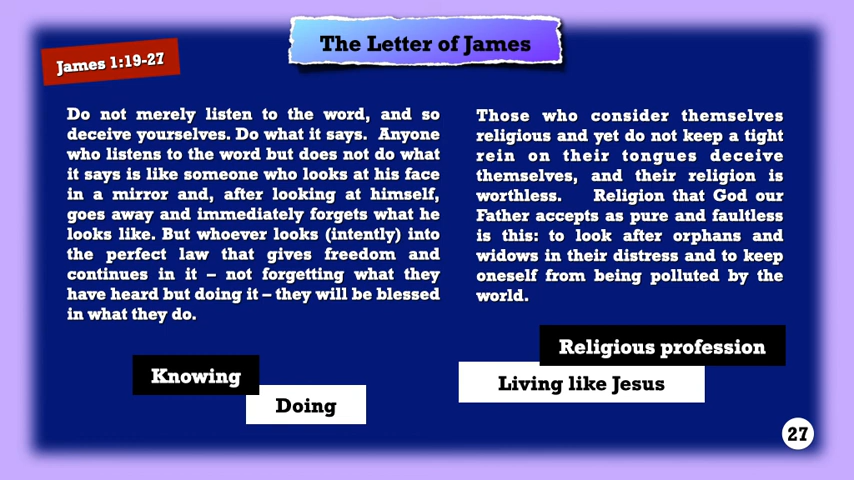 The Letter of James
James 1:19-27
Do not merely listen to the word, and so
deceive yourselves. Do what it says. Anyone
who listens to the word but does not do what
it says is like someone who looks at his face
in a mirror and, after looking at himself,
goes away and immediately forgets what he
looks like. But whoever looks (intently) into
the perfect law that gives freedom and
continues in it – not forgetting what they
have heard but doing it – they will be blessed
in what they do.
Those who consider themselves
religious and yet do not keep a tight
rein on their tongues deceive
themselves, and their religion is
worthless. Religion that God our
Father accepts as pure and faultless
is this: to look after orphans and
widows in their distress and to keep
oneself from being polluted by the
world.
Knowing
Doing
Religious profession
Living like Jesus
27